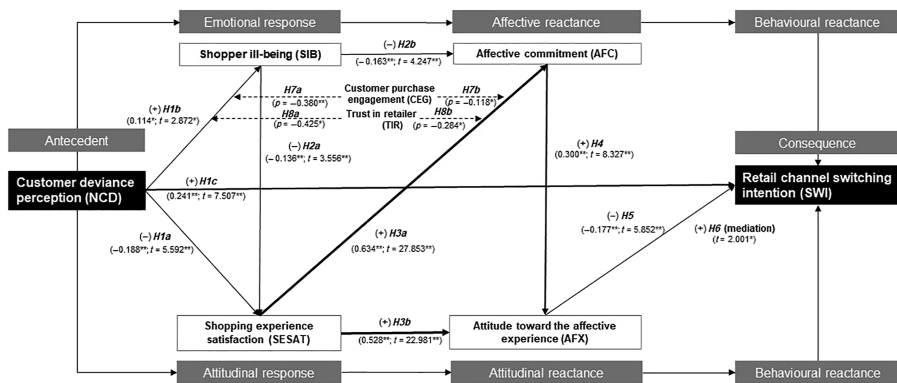 Emotional response
Affective reactance
Behavioural reactance
Shopper ill-being (SIB)
(−) H2b
(−0.163**; t = 4.247**)
Affective commitment (AFC)
(+) H1b
(0.114*; t = 2.872*)
H7a
(p = −0.380**)
Customer purchase
engagement (CEG)
H7b
(p = −0.118*)
H8a
(p = −0.425*)
Trust in retailer
(TIR)
H8b
(p = −0.284*)
Antecedent
(−) H2a
(−0.136**; t = 3.556**)
(+) H4
(0.300**; t = 8.327**)
Consequence
Customer deviance
perception (NCD)
(+) H1c
(0.241**; t = 7.507**)
Retail channel switching
intention (SWI)
(−) H1a
(−0.188**; t = 5.592**)
(+) H3a
(0.634**; t = 27.853**)
(−) H5
(−0.177**; t = 5.852**)
(+) H6 (mediation)
(t = 2.001*)
Shopping experience
satisfaction (SESAT)
(+) H3b
(0.528**; t = 22.981**)
Attitude toward the affective
experience (AFX)
Attitudinal response
Attitudinal reactance
Behavioural reactance